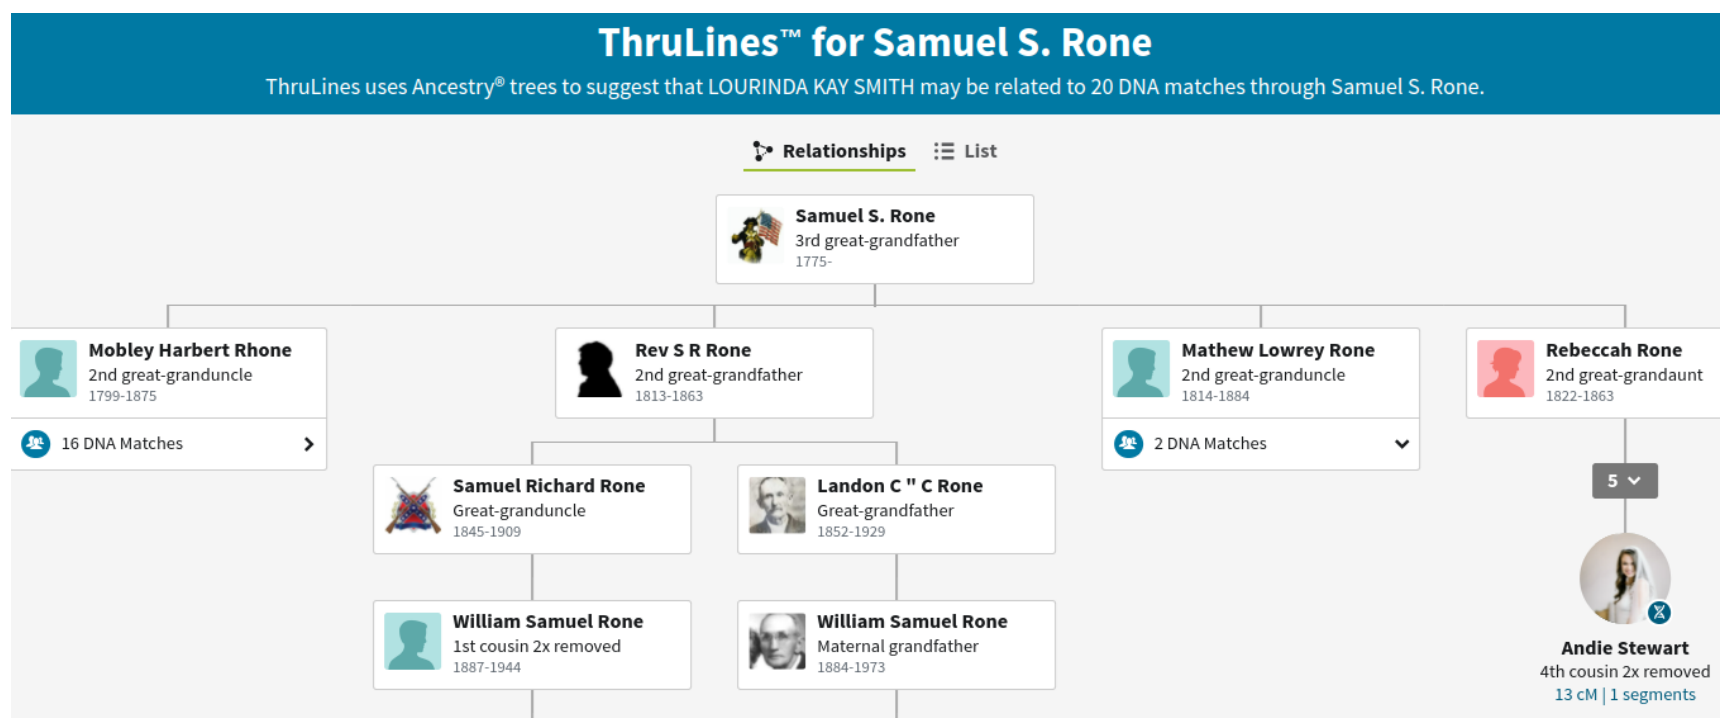 ThruLines™ for Samuel S. Rone
ThruLines uses Ancestry® trees to suggest that LOURINDA KAY SMITH may be related to 20 DNA matches through Samuel S. Rone.
Relationships
List
Samuel S. Rone
3rd great-grandfather
1775-
Mobley Harbert Rhone
2nd great-granduncle
1799-1875
16 DNA Matches
Rev S R Rone
2nd great-grandfather
1813-1863
Mathew Lowrey Rone
2nd great-granduncle
1814-1884
2 DNA Matches
Rebeccah Rone
2nd great-grandaunt
1822-1863
5
Samuel Richard Rone
Great-granduncle
1845-1909
Landon C " C Rone
Great-grandfather
1852-1929
William Samuel Rone
1st cousin 2x removed
1887-1944
William Samuel Rone
Maternal grandfather
1884-1973
Andie Stewart
4th cousin 2x removed
13 cM | 1 segments